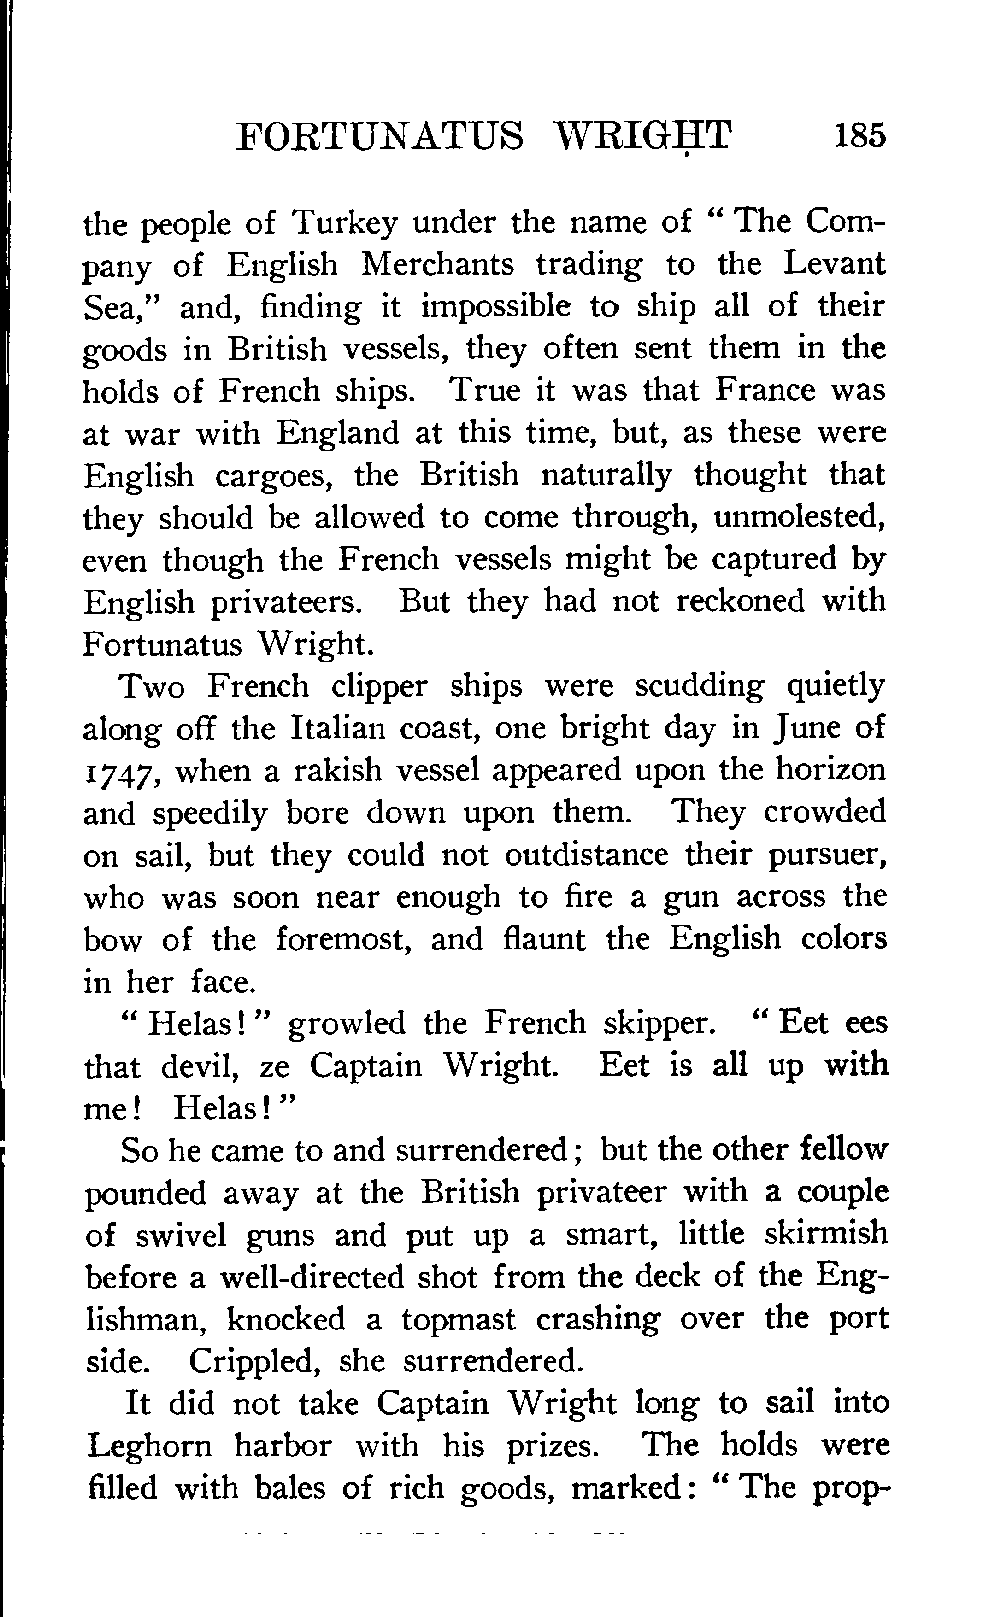 FORTUNATUS WRIGHT 185
the people of Turkey under the name of “ The Com-
pany of English Merchants trading to the Levant
Sea,” and, finding it impossible to ship all of their
goods in British vessels, they often sent them in the
holds of French ships. True it was that France was
at war with England at this time, but, as these were
English cargoes, the British naturally thought that
they should be allowed to come through, unmolested,
even though the French vessels might be captured by
English privateers. But they had not reckoned with
Fortunatus Wright.
Two French clipper ships were scudding quietly
along off the Italian coast, one bright day in June of
1747, when a rakish vessel appeared upon the horizon
and speedily bore down upon them. They crowded
on sail, but they could not outdistance their pursuer,
who was soon near enough to fire a gun across the
bow of the foremost, and flaunt the English colors
in her face.
“ Helas! ” growled the French skipper. “ Eet ees
that devil, ze Captain Wright. Eet is all up with
me! Helas! ”
So he came to and surrendered; but the other fellow
pounded away at the British privateer with a couple
of swivel guns and put up a smart, little skirmish
before a well-directed shot from the deck of the Eng-
lishman, knocked a topmast crashing over the port
side. Crippled, she surrendered.
It did not take Captain Wright long to sail into
Leghorn harbor with his prizes. The holds were
filled with bales of rich goods, marked: “ The prop-